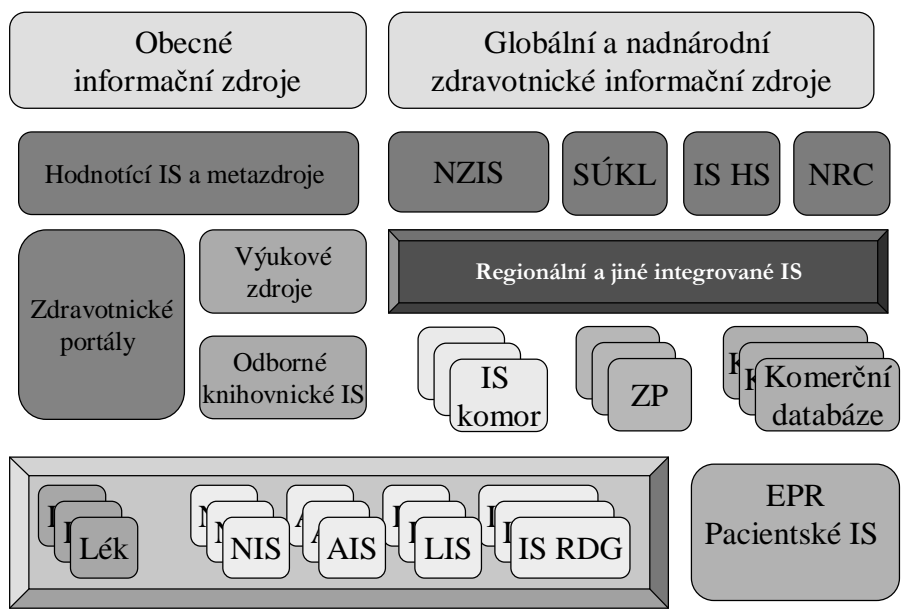 Obecné
informační zdroje
Globální a nadnárodní
zdravotnické informační zdroje
Hodnotící IS a metazdroje
NZIS
SÚKL
IS HS
NRC
Zdravotnické
portály
Výukové
zdroje
Odborné
knihovnické IS
Regionální a jiné integrované IS
IS
komor
ZP
K
K
Komerční
databáze
Lék
N
N
NIS
A
A
AIS
LIS
IS RDG
EPR
Pacientské IS